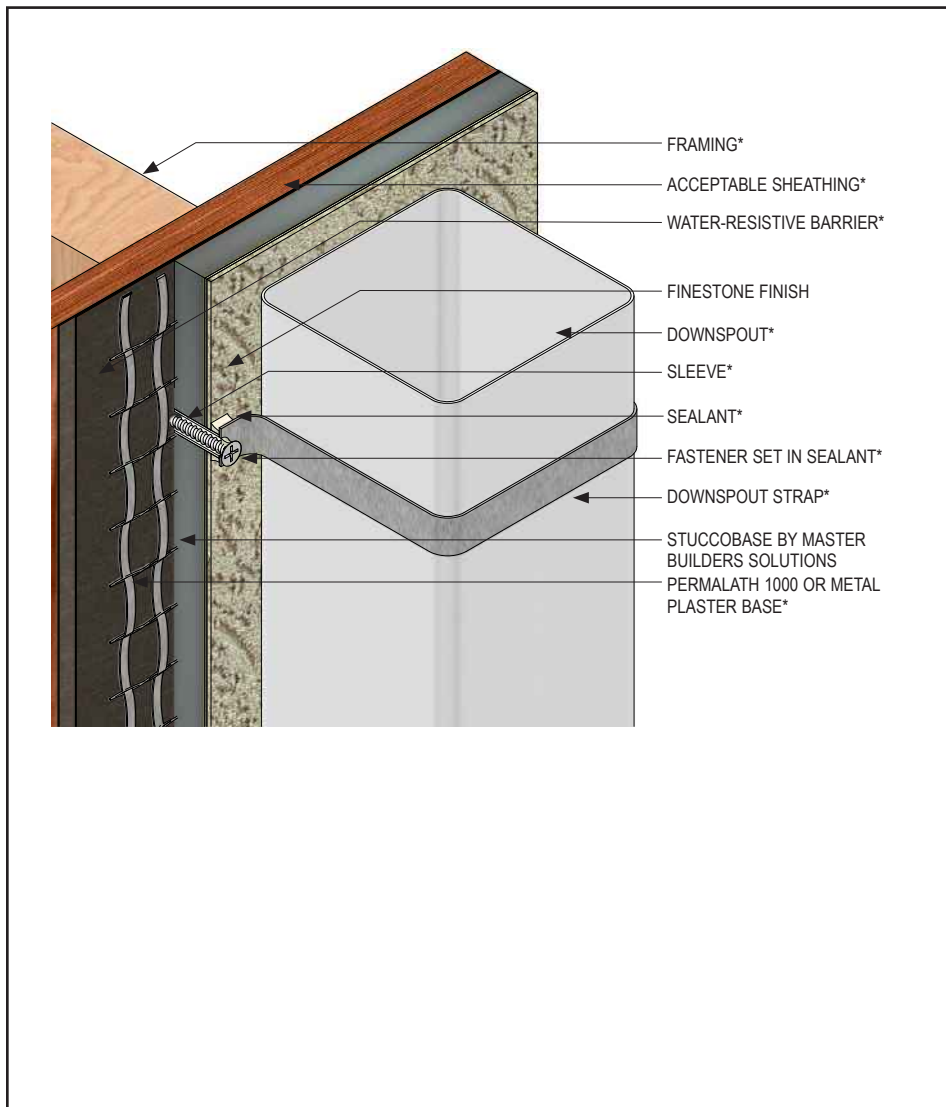 FRAMING*
ACCEPTABLE SHEATHING*
WATER-RESISTIVE BARRIER*
FINESTONE FINISH
DOWNSPOUT*
SLEEVE*
SEALANT*
FASTENER SET IN SEALANT*
DOWNSPOUT STRAP*
STUCCOBASE BY MASTER
BUILDERS SOLUTIONS
PERMALATH 1000 OR METAL
PLASTER BASE*